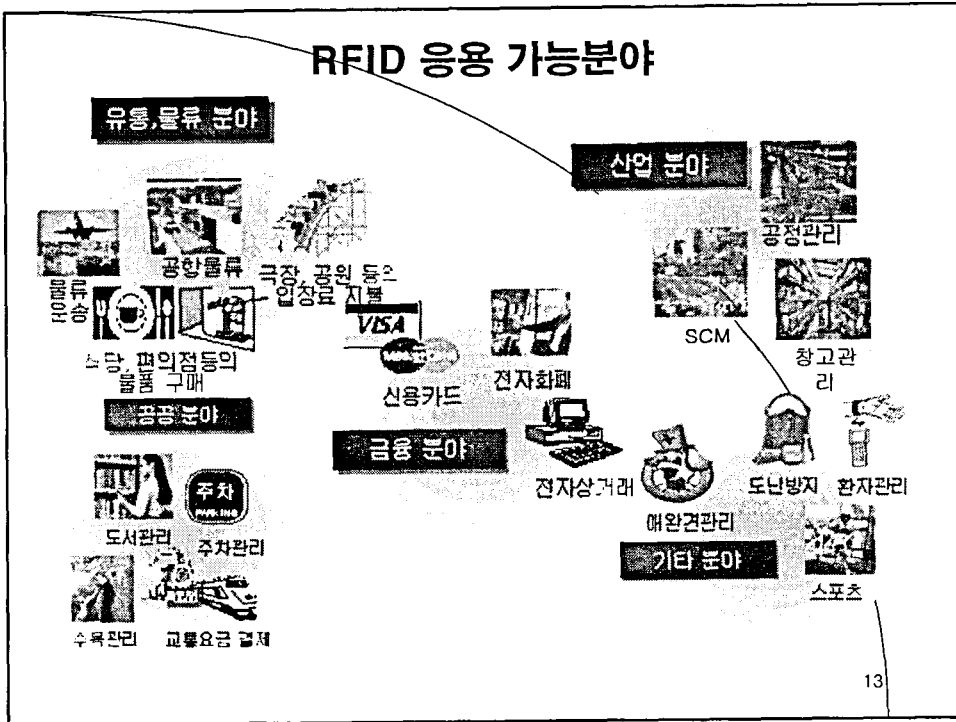 RFID 응용 가능분야
유통,물류 분야
공항물류
물류
극장, 공원 등
입장료 지불
식당, 편의점등의
물품 구매
공공 분야
도서관리
주차
PARKING
주차관리
수목관리
교통요금 결제
VISA
신용카드
전자화폐
금융 분야
전자상거래
산업 분야
공정관리
SCM
창고관
리
도난방지
환자관리
애완견관리
기타 분야
스포츠
13